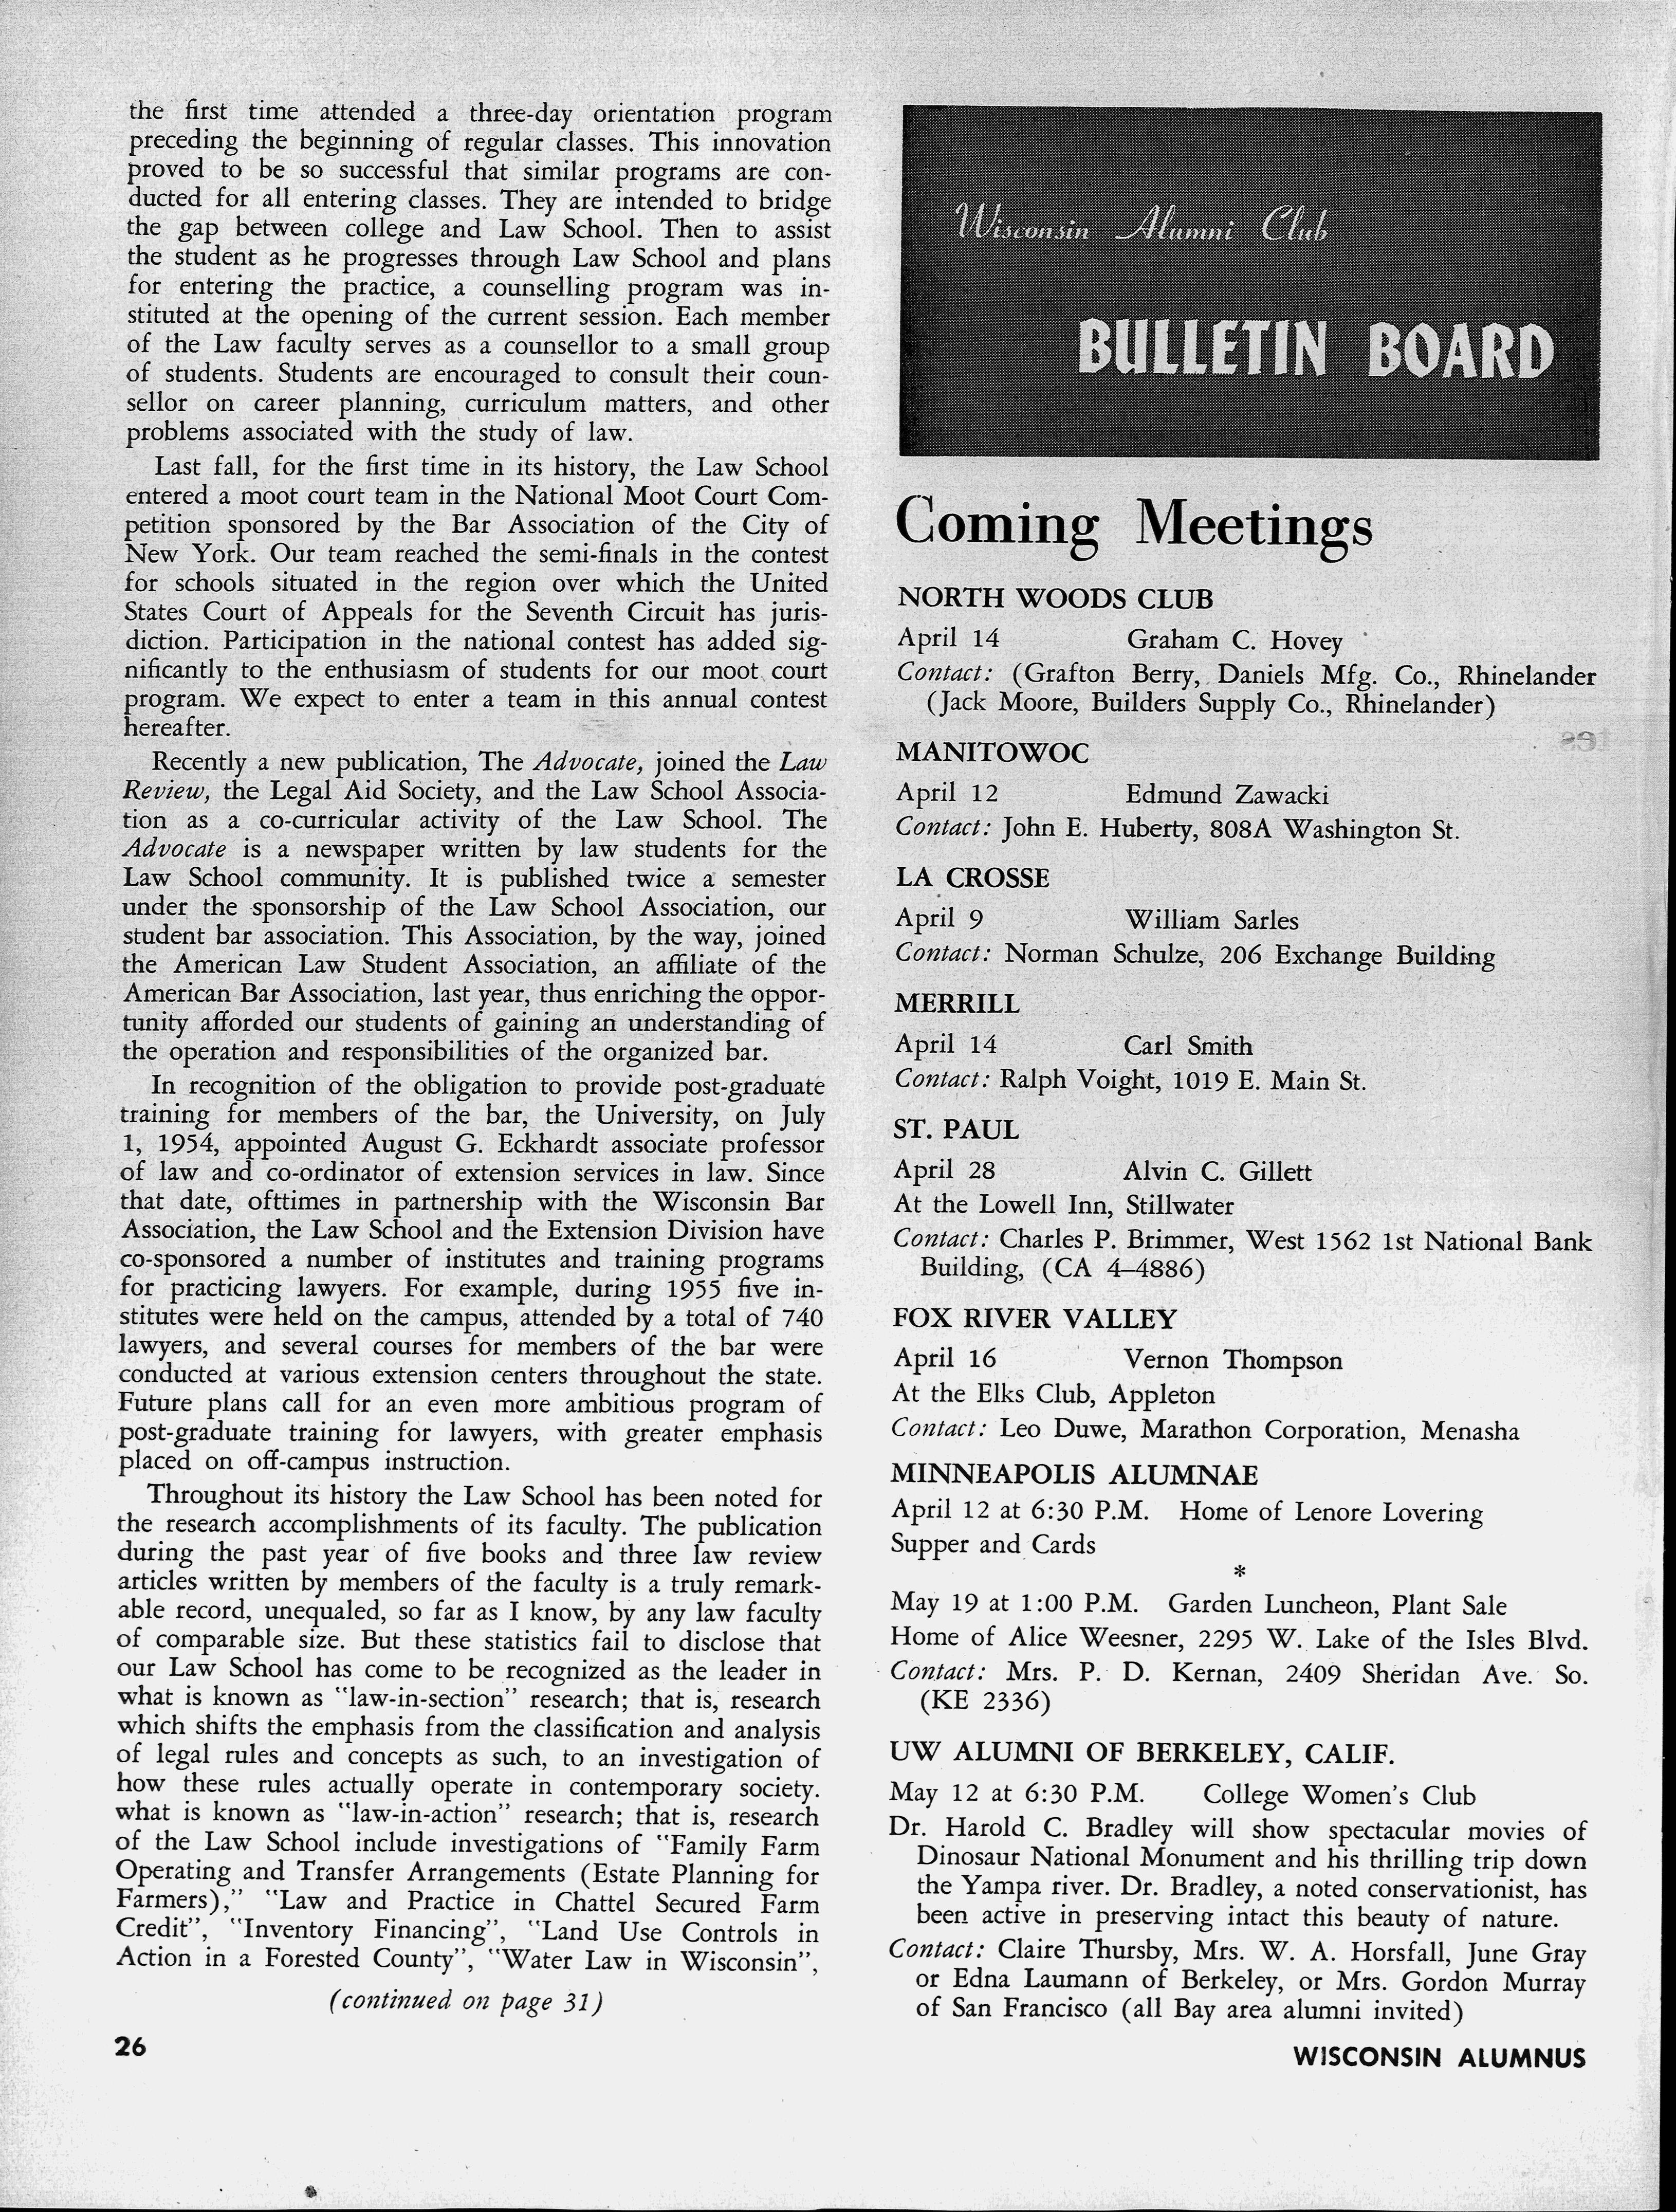 the first time attended a three-day orientation program
preceding the beginning of regular classes. This innovation
proved to be so successful that similar programs are con-
ducted for all entering classes. They are intended to bridge
the gap between college and Law School. Then to assist
the student as he progresses through Law School and plans
for entering the practice, a counselling program was in-
stituted at the opening of the current session. Each member
of the Law faculty serves as a counsellor to a small group
of students. Students are encouraged to consult their coun-
sellor on career planning, curriculum matters, and other
problems associated with the study of law.
Last fall, for the first time in its history, the Law School
entered a moot court team in the National Moot Court Com-
petition sponsored by the Bar Association of the City of
New York. Our team reached the semi-finals in the contest
for schools situated in the region over which the United
States Court of Appeals for the Seventh Circuit has juris-
diction. Participation in the national contest has added sig-
nificantly to the enthusiasm of students for our moot court
program. We expect to enter a team in this annual contest
hereafter.
Recently a new publication, The Advocate, joined the Law
Review, the Legal Aid Society, and the Law School Associa-
tion as a co-curricular activity of the Law School. The
Advocate is a newspaper written by law students for the
Law School community. It is published twice a semester
under the sponsorship of the Law School Association, our
student bar association. This Association, by the way, joined
the American Law Student Association, an affiliate of the
American Bar Association, last year, thus enriching the oppor-
tunity afforded our students of gaining an understanding of
the operation and responsibilities of the organized bar.
In recognition of the obligation to provide post-graduate
training for members of the bar, the University, on July
1, 1954, appointed August G. Eckhardt associate professor
of law and co-ordinator of extension services in law. Since
that date, ofttimes in partnership with the Wisconsin Bar
Association, the Law School and the Extension Division have
co-sponsored a number of institutes and training programs
for practicing lawyers. For example, during 1955 five in-
stitutes were held on the campus, attended by a total of 740
lawyers, and several courses for members of the bar were
conducted at various extension centers throughout the state.
Future plans call for an even more ambitious program of
post-graduate training for lawyers, with greater emphasis
placed on off-campus instruction.
Throughout its history the Law School has been noted for
the research accomplishments of its faculty. The publication
during the past year of five books and three law review
articles written by members of the faculty is a truly remark-
able record, unequaled, so far as I know, by any law faculty
of comparable size. But these statistics fail to disclose that
our Law School has come to be recognized as the leader in
what is known as "law-in-section" research; that is, research
which shifts the emphasis from the classification and analysis
of legal rules and concepts as such, to an investigation of
how these rules actually operate in contemporary society.
what is known as "law-in-action" research; that is, research
of the Law School include investigations of "Family Farm
Operating and Transfer Arrangements (Estate Planning for
Farmers)," "Law and Practice in Chattel Secured Farm
Credit", "Inventory Financing", "Land Use Controls in
Action in a Forested County", "Water Law in Wisconsin",
(continued on page 31)
26
Wisconsin Alumni Club
BULLETIN BOARD
Coming Meetings
NORTH WOODS CLUB
April 14 Graham C. Hovey
Contact: (Grafton Berry, Daniels Mfg. Co., Rhinelander
(Jack Moore, Builders Supply Co., Rhinelander)
MANITOWOC
April 12 Edmund Zawacki
Contact: John E. Huberty, 808A Washington St.
LA CROSSE
April 9 William Sarles
Contact: Norman Schulze, 206 Exchange Building
MERRILL
April 14 Carl Smith
Contact: Ralph Voight, 1019 E. Main St.
ST. PAUL
April 28 Alvin C. Gillett
At the Lowell Inn, Stillwater
Contact: Charles P. Brimmer, West 1562 1st National Bank
Building, (CA 4–4886)
FOX RIVER VALLEY
April 16 Vernon Thompson
At the Elks Club, Appleton
Contact: Leo Duwe, Marathon Corporation, Menasha
MINNEAPOLIS ALUMNAE
April 12 at 6:30 P.M. Home of Lenore Lovering
Supper and Cards
*
May 19 at 1:00 P.M. Garden Luncheon, Plant Sale
Home of Alice Weesner, 2295 W. Lake of the Isles Blvd.
Contact: Mrs. P. D. Kernan, 2409 Sheridan Ave. So.
(KE 2336)
UW ALUMNI OF BERKELEY, CALIF.
May 12 at 6:30 P.M. College Women's Club
Dr. Harold C. Bradley will show spectacular movies of
Dinosaur National Monument and his thrilling trip down
the Yampa river. Dr. Bradley, a noted conservationist, has
been active in preserving intact this beauty of nature.
Contact: Claire Thursby, Mrs. W. A. Horsfall, June Gray
or Edna Laumann of Berkeley, or Mrs. Gordon Murray
of San Francisco (all Bay area alumni invited)
WISCONSIN ALUMNUS